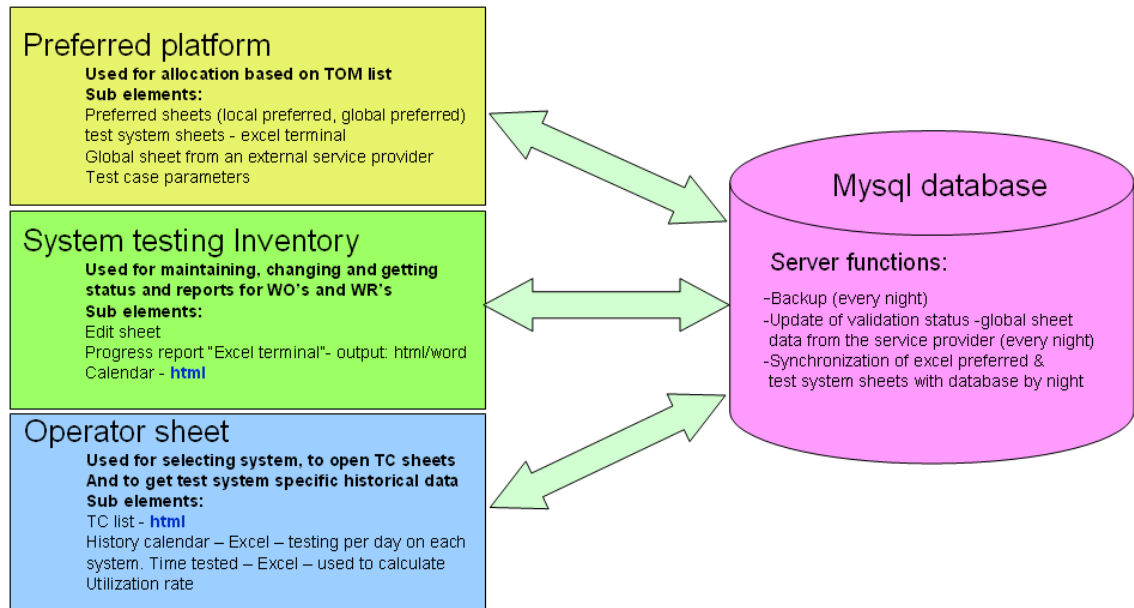 Preferred platform
Used for allocation based on TOM list
Sub elements:
Preferred sheets (local preferred, global preferred)
test system sheets - excel terminal
Global sheet from an external service provider
Test case parameters
System testing Inventory
Used for maintaining, changing and getting
status and reports for WO's and WR's
Sub elements:
Edit sheet
Progress report "Excel terminal"- output: html/word
Calendar - html
Operator sheet
Used for selecting system, to open TC sheets
And to get test system specific historical data
Sub elements:
TC list - html
History calendar – Excel – testing per day on each
system. Time tested – Excel – used to calculate
Utilization rate
Mysql database
Server functions:
-Backup (every night)
-Update of validation status -global sheet
data from the service provider (every night)
-Synchronization of excel preferred &
test system sheets with database by night